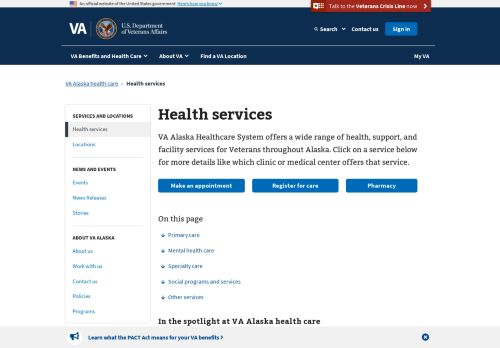 An official website of the United States government Here's how you know
Talk to the Veterans Crisis Line now
VA
U.S. Department
of Veterans Affairs
Search
Contact us
Sign in
VA Benefits and Health Care
About VA
Find a VA Location
My VA
VA Alaska health care
Health services
SERVICES AND LOCATIONS
Health services
Locations
NEWS AND EVENTS
Events
News Releases
Stories
ABOUT VA ALASKA
About us
Work with us
Contact us
Policies
Programs
Health services
VA Alaska Healthcare System offers a wide range of health, support, and
facility services for Veterans throughout Alaska. Click on a service below
for more details like which clinic or medical center offers that service.
Make an appointment
Register for care
Pharmacy
On this page
Primary care
Mental health care
Specialty care
Social programs and services
Other services
In the spotlight at VA Alaska health care
Learn what the PACT Act means for your VA benefits